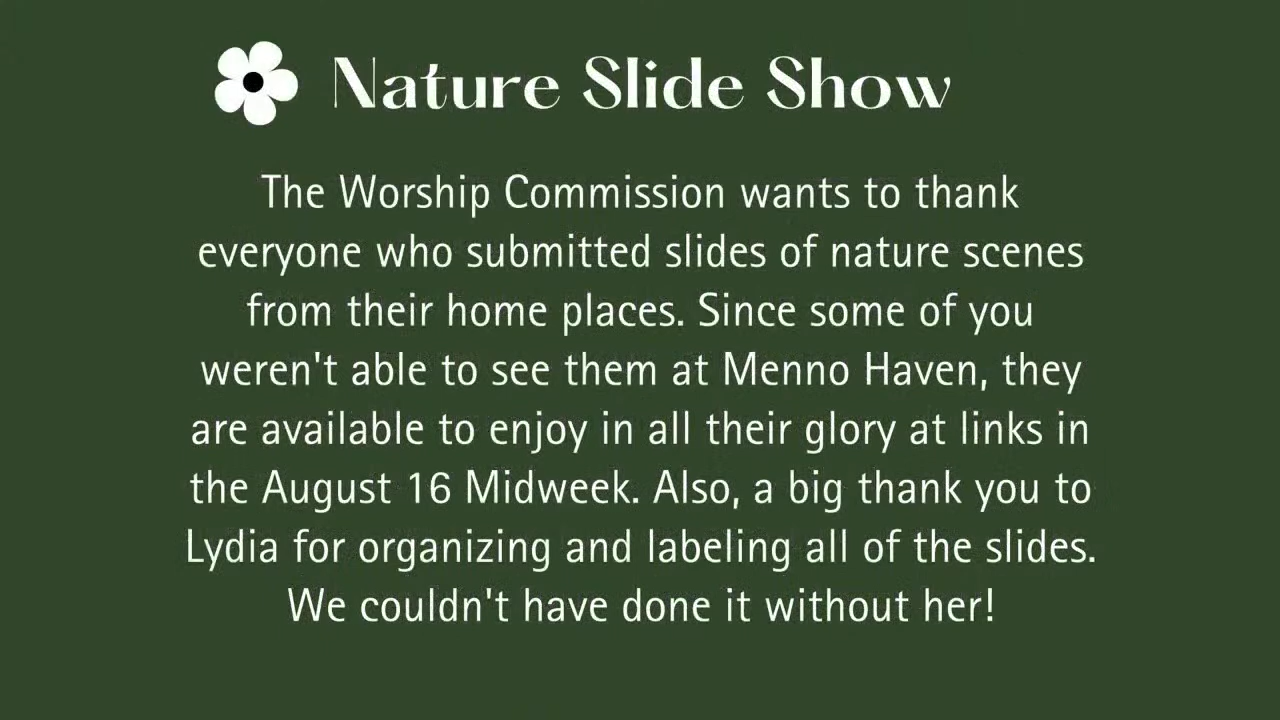 Nature Slide Show
The Worship Commission wants to thank
everyone who submitted slides of nature scenes
from their home places. Since some of you
weren't able to see them at Menno Haven, they
are available to enjoy in all their glory at links in
the August 16 Midweek. Also, a big thank you to
Lydia for organizing and labeling all of the slides.
We couldn't have done it without her!